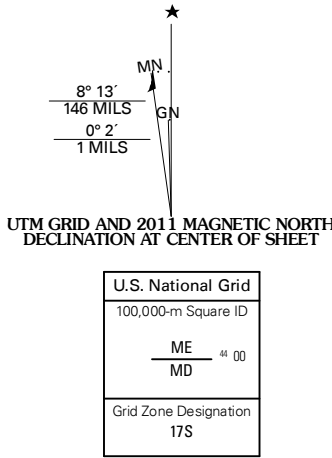 ★
MN
8° 13´
146 MILS
GN
0° 2´
1 MILS
UTM GRID AND 2011 MAGNETIC NORTH
DECLINATION AT CENTER OF SHEET
U.S. National Grid
100,000-m Square ID
ME
44 00
MD
Grid Zone Designation
17S